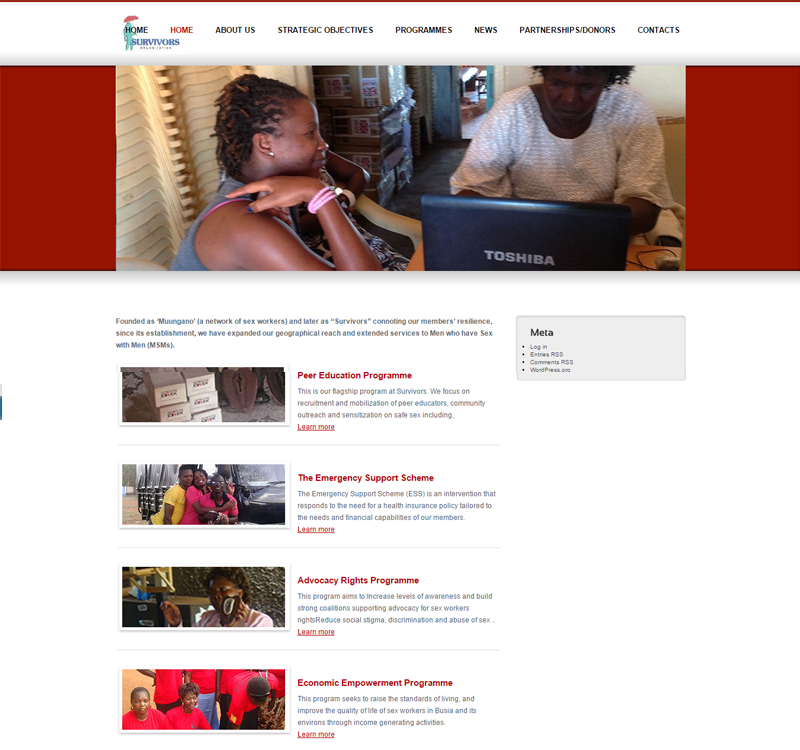 HOME
HOME
ABOUT US
STRATEGIC OBJECTIVES
PROGRAMMES
NEWS
PARTNERSHIPS/DONORS
CONTACTS
SURVIVORS
ORGANIZATION
TOSHIBA
Founded as ‘Muungano’ (a network of sex workers) and later as “Survivors” connoting our members’ resilience,
since its establishment, we have expanded our geographical reach and extended services to Men who have Sex
with Men (MSMs).
Meta
Log in
Entries RSS
Comments RSS
WordPress.org
Peer Education Programme
This is our flagship program at Survivors. We focus on
recruitment and mobilization of peer educators, community
outreach and sensitization on safe sex including,
Learn more
The Emergency Support Scheme
The Emergency Support Scheme (ESS) is an intervention that
responds to the need for a health insurance policy tailored to
the needs and financial capabilities of our members.
Learn more
Advocacy Rights Programme
This program aims to:Increase levels of awareness and build
strong coalitions supporting advocacy for sex workers
rightsReduce social stigma, discrimination and abuse of sex ..
Learn more
Economic Empowerment Programme
This program seeks to raise the standards of living, and
improve the quality of life of sex workers in Busia and its
environs through income generating activities.
Learn more